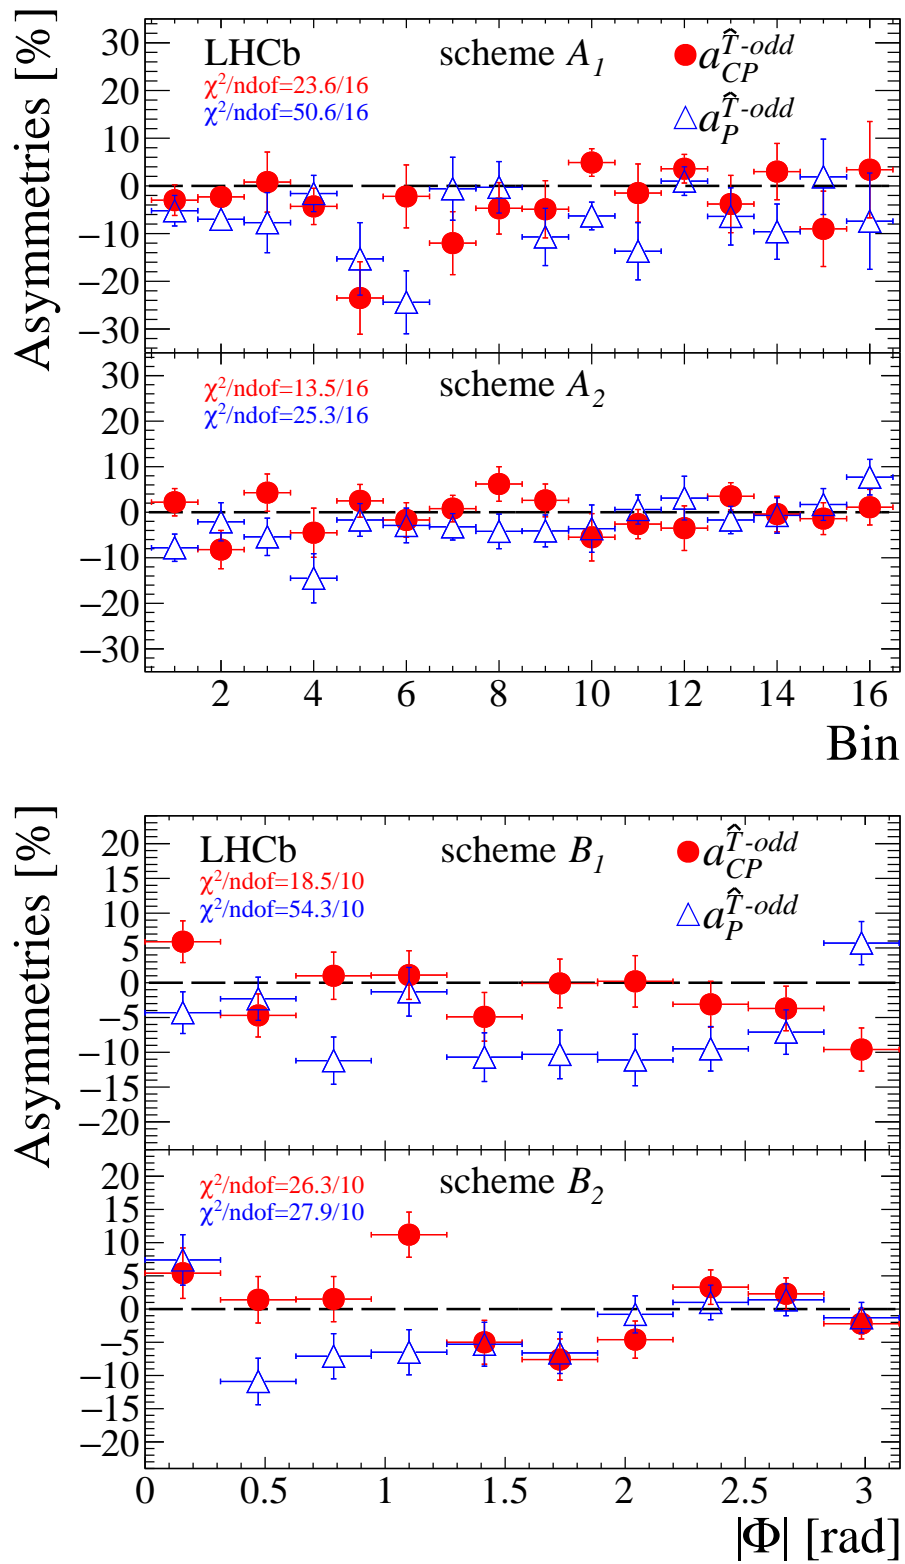 Asymmetries [%]
LHCb
scheme A₁
χ²/ndof=23.6/16
χ²/ndof=50.6/16
a_CP^T̂-odd
a_P^T̂-odd
30
20
10
0
−10
−20
−30
scheme A₂
χ²/ndof=13.5/16
χ²/ndof=25.3/16
30
20
10
0
−10
−20
−30
2 4 6 8 10 12 14 16
Bin
Asymmetries [%]
LHCb
scheme B₁
χ²/ndof=18.5/10
χ²/ndof=54.3/10
a_CP^T̂-odd
a_P^T̂-odd
20
15
10
5
0
−5
−10
−15
−20
scheme B₂
χ²/ndof=26.3/10
χ²/ndof=27.9/10
20
15
10
5
0
−5
−10
−15
−20
0 0.5 1 1.5 2 2.5 3
|Φ| [rad]